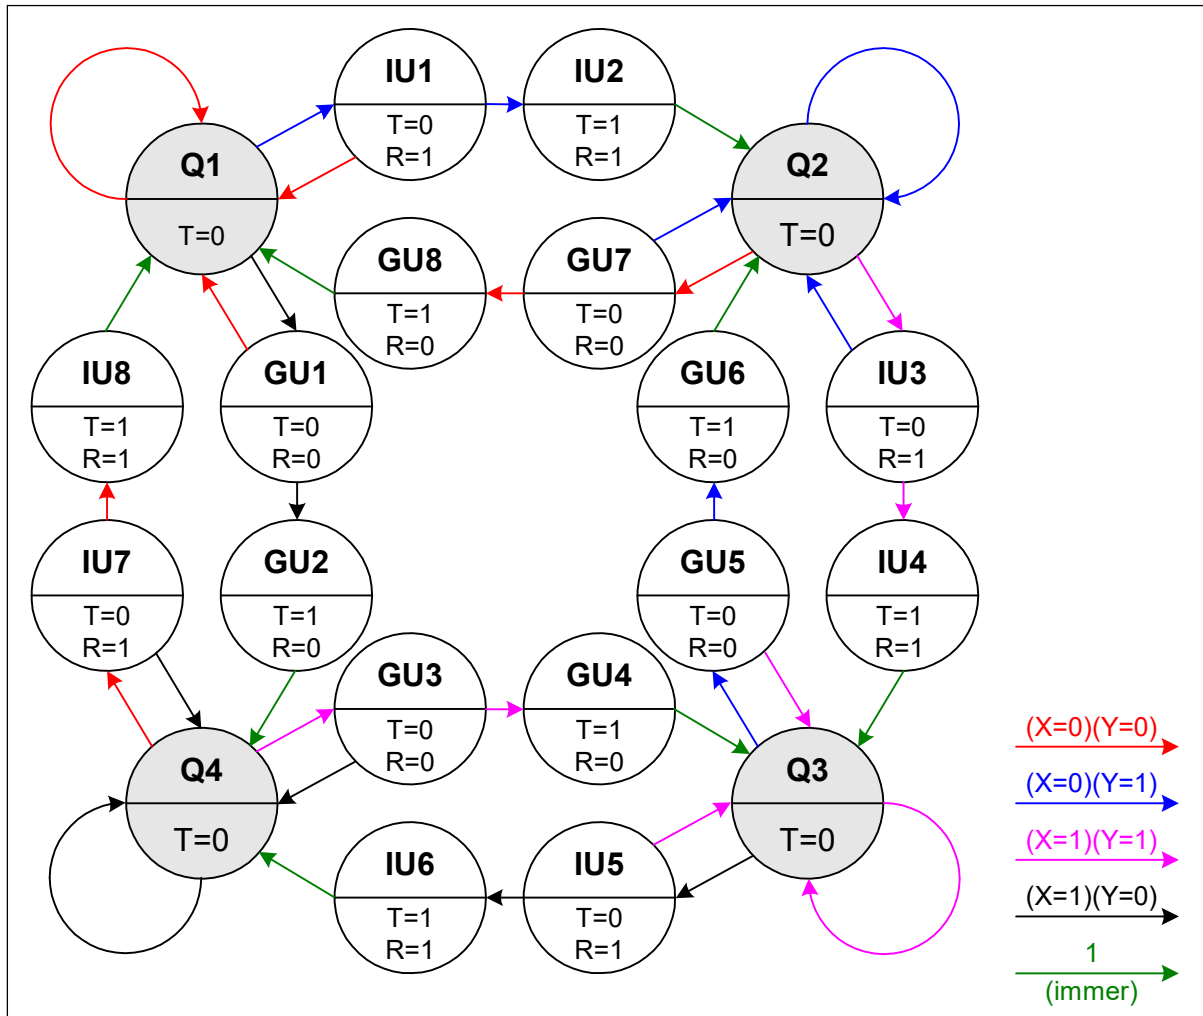 IU1
T=0
R=1
IU2
T=1
R=1
Q1
T=0
Q2
T=0
GU8
T=1
R=0
GU7
T=0
R=0
IU8
T=1
R=1
GU1
T=0
R=0
GU6
T=1
R=0
IU3
T=0
R=1
IU7
T=0
R=1
GU2
T=1
R=0
GU5
T=0
R=0
IU4
T=1
R=1
GU3
T=0
R=0
GU4
T=1
R=0
Q4
T=0
Q3
T=0
IU6
T=1
R=1
IU5
T=0
R=1
(X=0)(Y=0)
(X=0)(Y=1)
(X=1)(Y=1)
(X=1)(Y=0)
1
(immer)